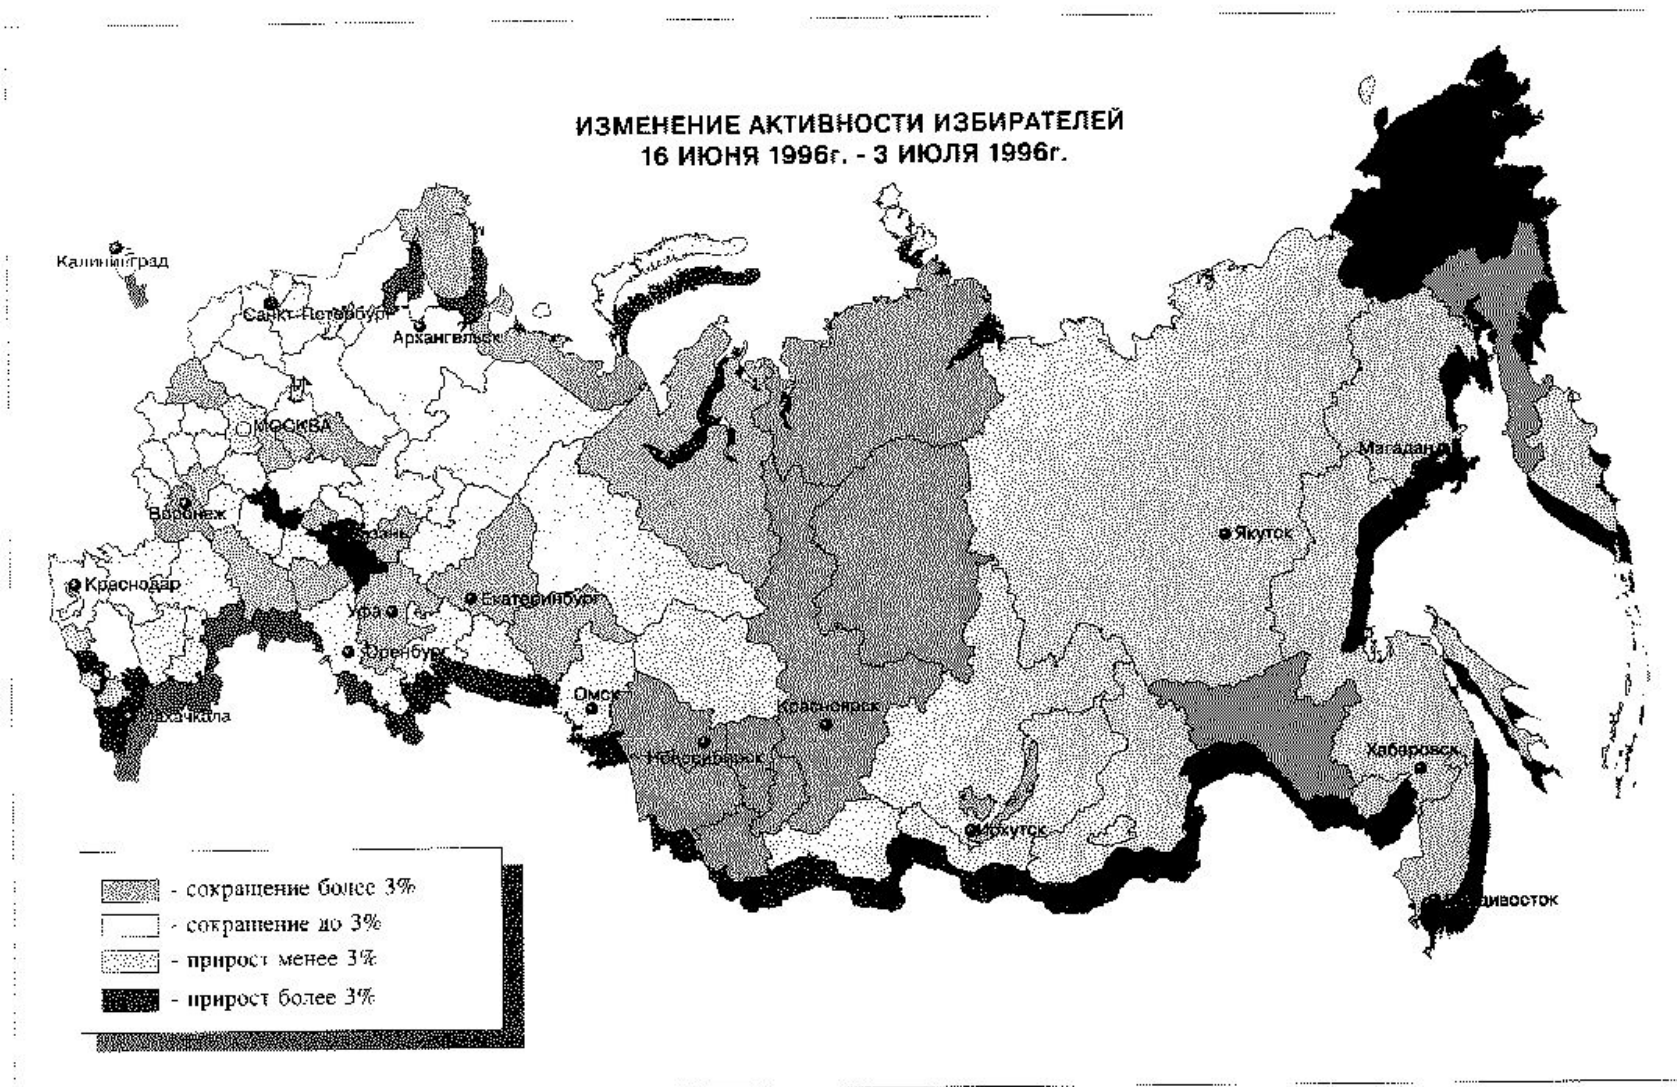 ИЗМЕНЕНИЕ АКТИВНОСТИ ИЗБИРАТЕЛЕЙ
16 ИЮНЯ 1996г. - 3 ИЮЛЯ 1996г.
Калининград
Санкт-Петербург
Архангельск
МОСКВА
Магадан
Воронеж
Казань
Якутск
Краснодар
Уфа
Екатеринбург
Оренбург
Омск
Красноярск
Махачкала
Новосибирск
Хабаровск
Иркутск
Владивосток
- сокращение более 3%
- сокращение до 3%
- прирост менее 3%
- прирост более 3%